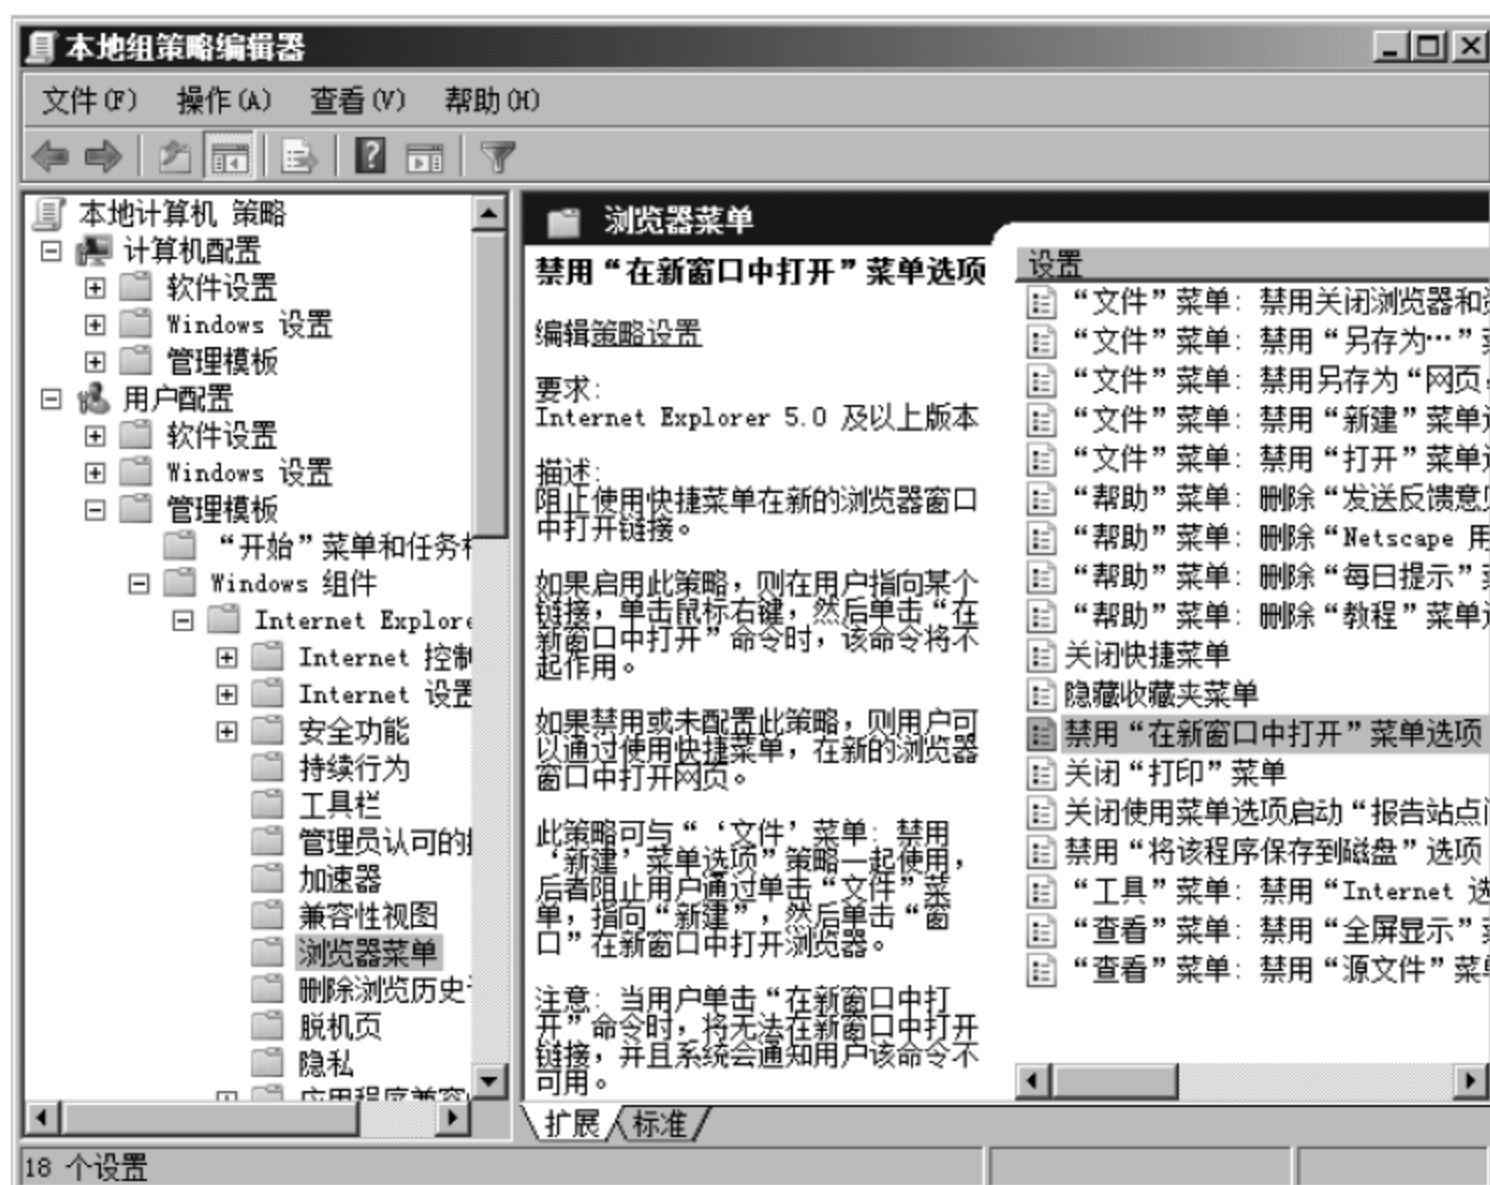 本地组策略编辑器
文件(F) 操作(A) 查看(V) 帮助(H)
本地计算机 策略
计算机配置
软件设置
Windows 设置
管理模板
用户配置
软件设置
Windows 设置
管理模板
“开始”菜单和任务
Windows 组件
Internet Explore
Internet 控制
Internet 设置
安全功能
持续行为
工具栏
管理员认可的
加速器
兼容性视图
浏览器菜单
删除浏览历史
脱机页
隐私
应用程序兼容
浏览器菜单
禁用“在新窗口中打开”菜单选项
编辑策略设置
要求:
Internet Explorer 5.0 及以上版本
描述:
阻止使用快捷菜单在新的浏览器窗口
中打开链接。
如果启用此策略，则在用户指向某个
链接，单击鼠标右键，然后单击“在
新窗口中打开”命令时，该命令将不
起作用。
如果禁用或未配置此策略，则用户可
以通过使用快捷菜单，在新的浏览器
窗口中打开网页。
此策略可与“‘文件’菜单: 禁用
‘新建’菜单选项”策略一起使用，
后者阻止用户通过单击“文件”菜
单，指向“新建”，然后单击“窗
口”在新窗口中打开浏览器。
注意: 当用户单击“在新窗口中打
开”命令时，将无法在新窗口中打开
链接，并且系统会通知用户该命令不
可用。
设置
“文件”菜单: 禁用关闭浏览器和
“文件”菜单: 禁用“另存为…”
“文件”菜单: 禁用另存为“网页，
“文件”菜单: 禁用“新建”菜单
“文件”菜单: 禁用“打开”菜单
“帮助”菜单: 删除“发送反馈意
“帮助”菜单: 删除“Netscape 用
“帮助”菜单: 删除“每日提示”
“帮助”菜单: 删除“教程”菜单
关闭快捷菜单
隐藏收藏夹菜单
禁用“在新窗口中打开”菜单选项
关闭“打印”菜单
关闭使用菜单选项启动“报告站点
禁用“将该程序保存到磁盘”选项
“工具”菜单: 禁用“Internet 选
“查看”菜单: 禁用“全屏显示”
“查看”菜单: 禁用“源文件”菜单
扩展 标准
18 个设置